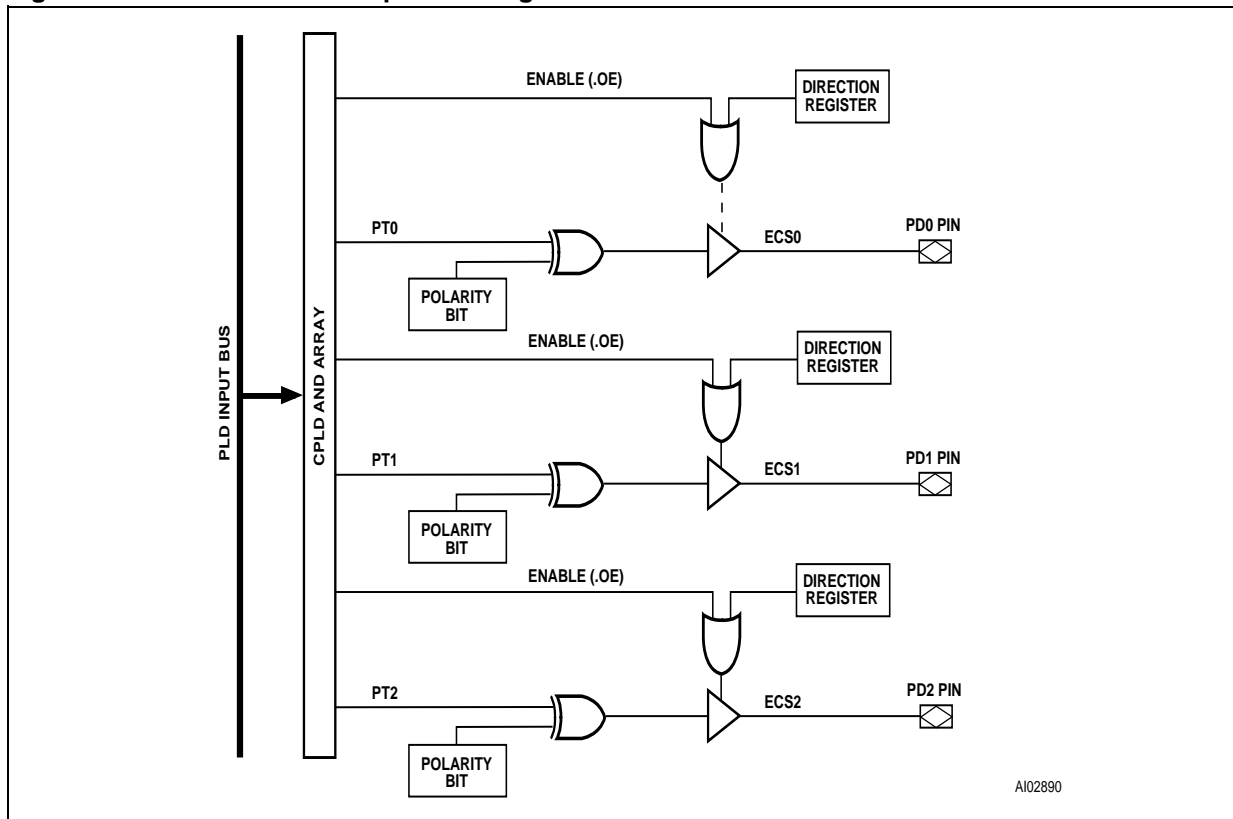 ENABLE (.OE)
DIRECTION
REGISTER
PT0
ECS0
PD0 PIN
POLARITY
BIT
ENABLE (.OE)
DIRECTION
REGISTER
PLD INPUT BUS
CPLD AND ARRAY
PT1
ECS1
PD1 PIN
POLARITY
BIT
ENABLE (.OE)
DIRECTION
REGISTER
PT2
ECS2
PD2 PIN
POLARITY
BIT
AI02890